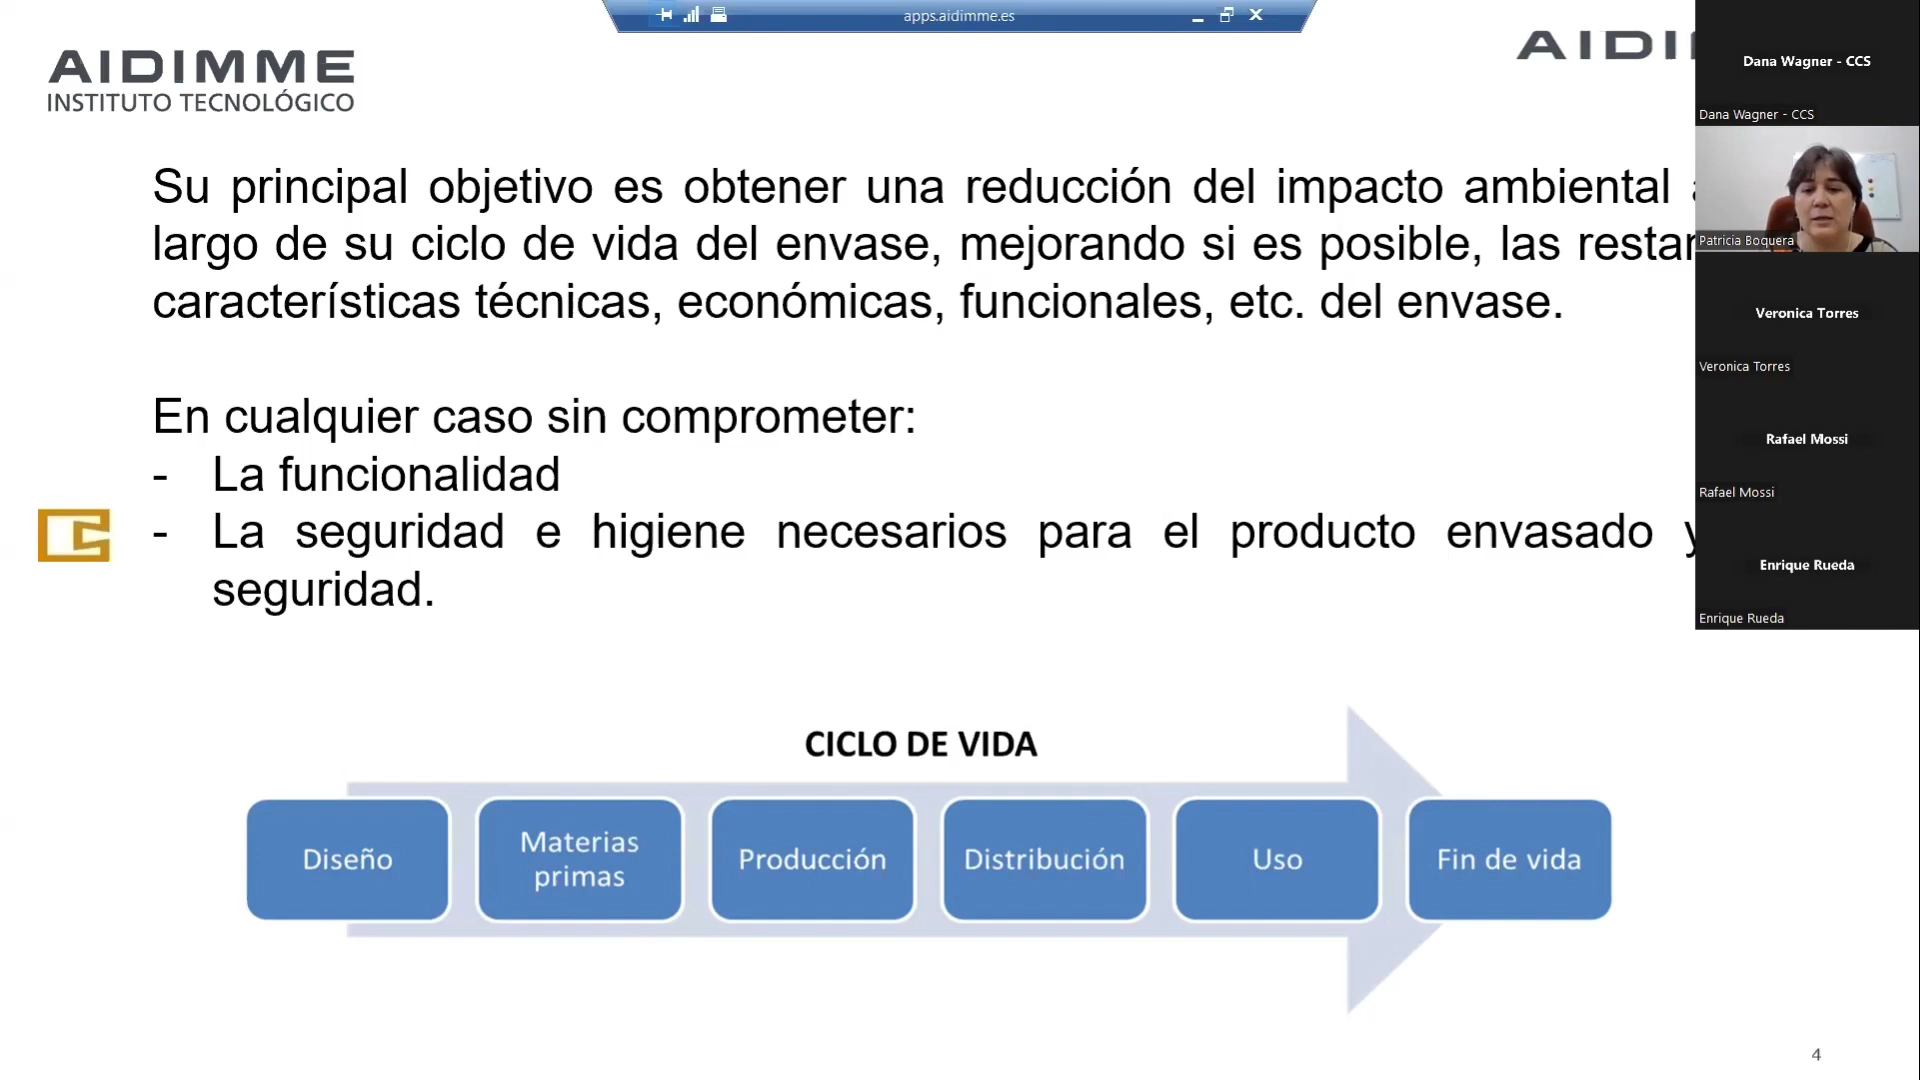 apps.aidimme.es
AIDIMME
INSTITUTO TECNOLÓGICO
AIDI
Su principal objetivo es obtener una reducción del impacto ambiental
largo de su ciclo de vida del envase, mejorando si es posible, las restan
características técnicas, económicas, funcionales, etc. del envase.
En cualquier caso sin comprometer:
- La funcionalidad
- La seguridad e higiene necesarios para el producto envasado y
seguridad.
CICLO DE VIDA
Diseño
Materias
primas
Producción
Distribución
Uso
Fin de vida
4
Dana Wagner - CCS
Dana Wagner - CCS
Patricia Boquera
Veronica Torres
Veronica Torres
Rafael Mossi
Rafael Mossi
Enrique Rueda
Enrique Rueda